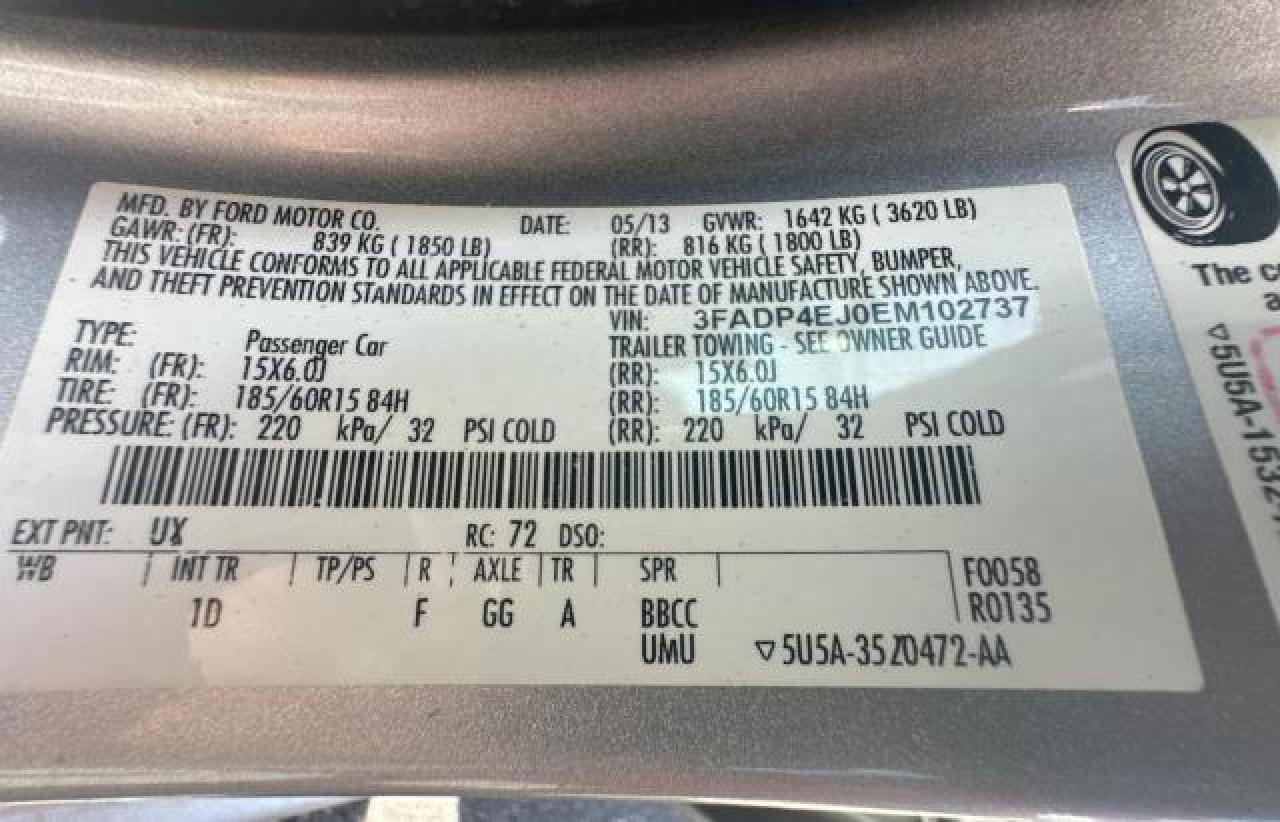 MFD. BY FORD MOTOR CO. DATE: 05/13 GVWR: 1642 KG ( 3620 LB)
GAWR: (FR): 839 KG ( 1850 LB) (RR): 816 KG ( 1800 LB)
THIS VEHICLE CONFORMS TO ALL APPLICABLE FEDERAL MOTOR VEHICLE SAFETY, BUMPER,
AND THEFT PREVENTION STANDARDS IN EFFECT ON THE DATE OF MANUFACTURE SHOWN ABOVE.
VIN: 3FADP4EJ0EM102737
TYPE: Passenger Car TRAILER TOWING - SEE OWNER GUIDE
RIM: (FR): 15X6.0J (RR): 15X6.0J
TIRE: (FR): 185/60R15 84H (RR): 185/60R15 84H
PRESSURE: (FR): 220 kPa/ 32 PSI COLD (RR): 220 kPa/ 32 PSI COLD
EXT PNT: UX RC: 72 DSO:
WB INT TR TP/PS R AXLE TR SPR F0058
1D F GG A BBCC R0135
UMU ▽5U5A-3520472-AA
The
▽5U5A-1532